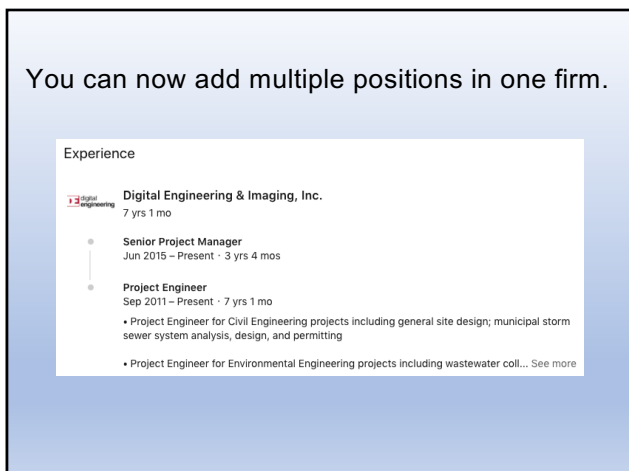 You can now add multiple positions in one firm.
Experience
digital
engineering
Digital Engineering & Imaging, Inc.
7 yrs 1 mo
Senior Project Manager
Jun 2015 – Present · 3 yrs 4 mos
Project Engineer
Sep 2011 – Present · 7 yrs 1 mo
• Project Engineer for Civil Engineering projects including general site design; municipal storm
sewer system analysis, design, and permitting
• Project Engineer for Environmental Engineering projects including wastewater coll... See more